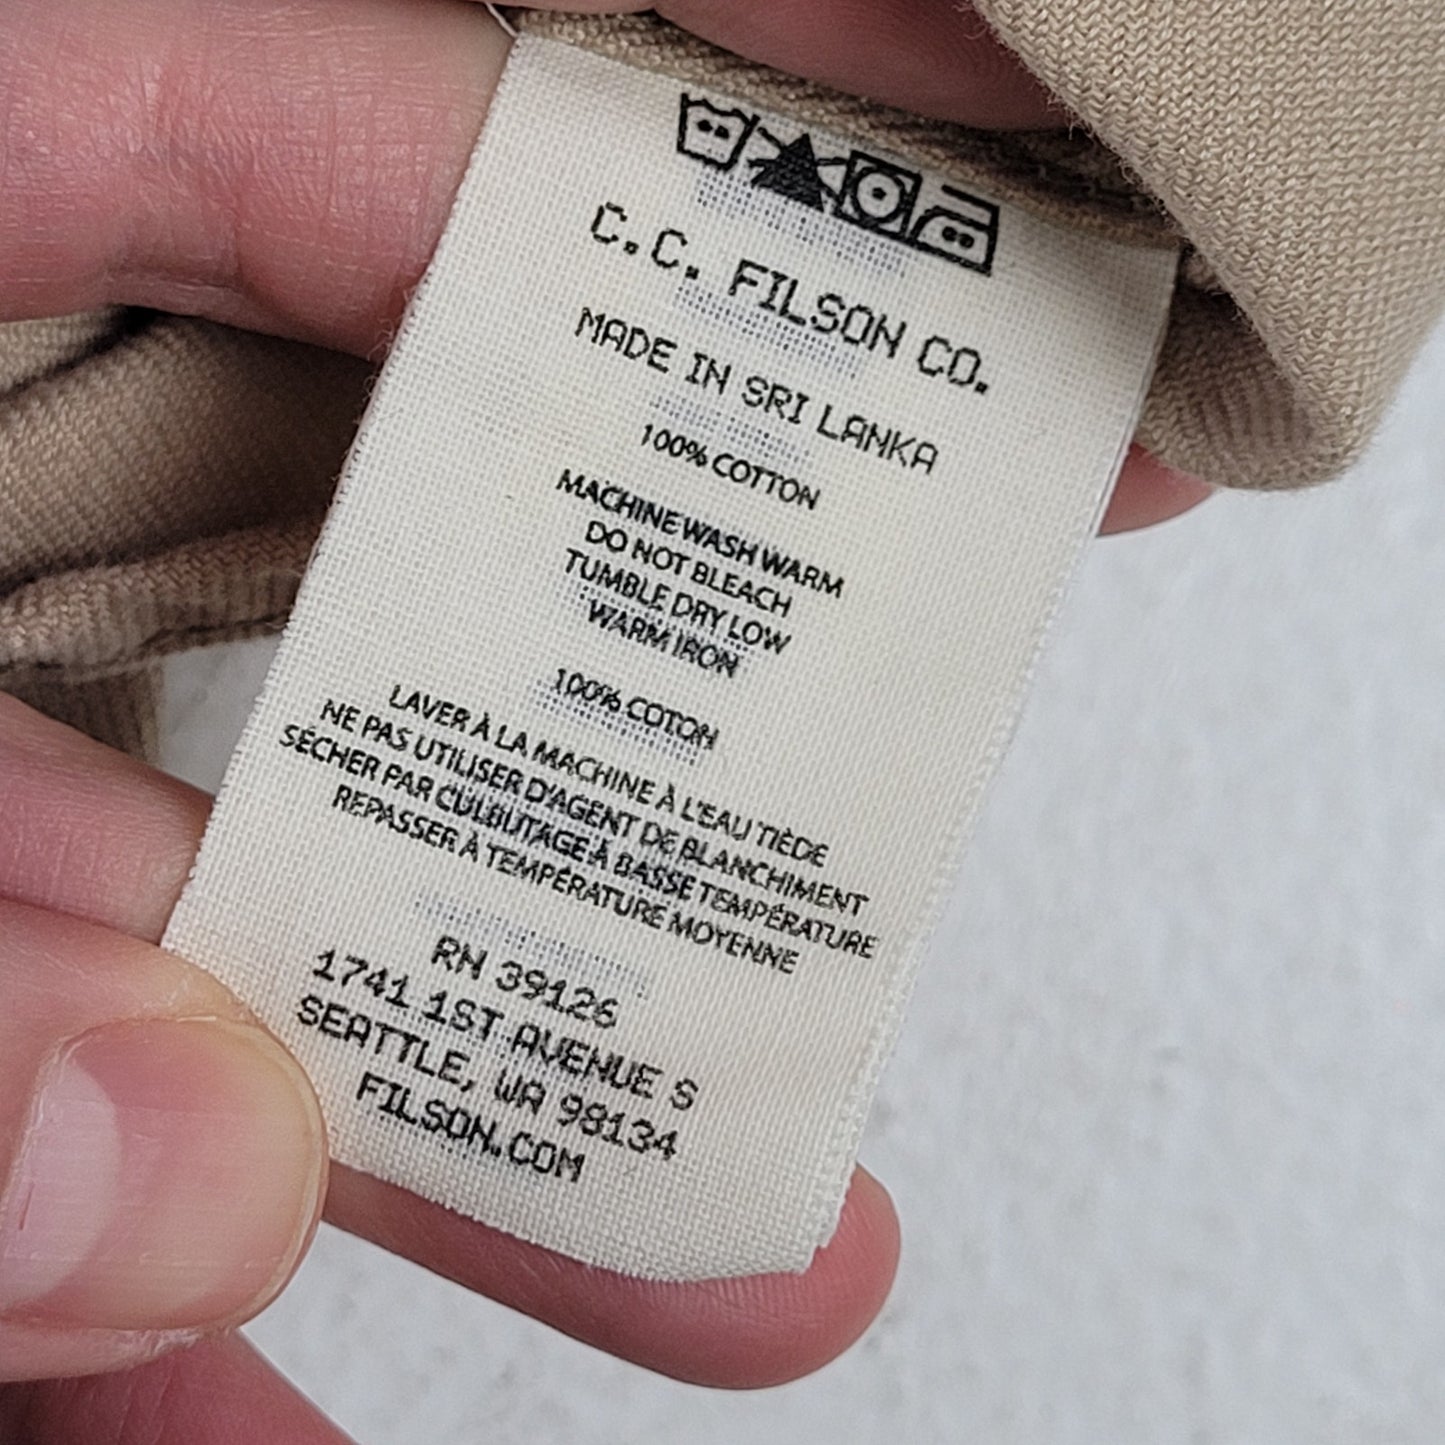 C.C. FILSON CO.
MADE IN SRI LANKA
100% COTTON
MACHINE WASH WARM
DO NOT BLEACH
TUMBLE DRY LOW
WARM IRON
100% COTON
LAVER À LA MACHINE À L'EAU TIÈDE
NE PAS UTILISER D'AGENT DE BLANCHIMENT
SÉCHER PAR CULBUTAGE À BASSE TEMPÉRATURE
REPASSER À TEMPÉRATURE MOYENNE
RN 39126
1741 1ST AVENUE S
SEATTLE, WA 98134
FILSON.COM